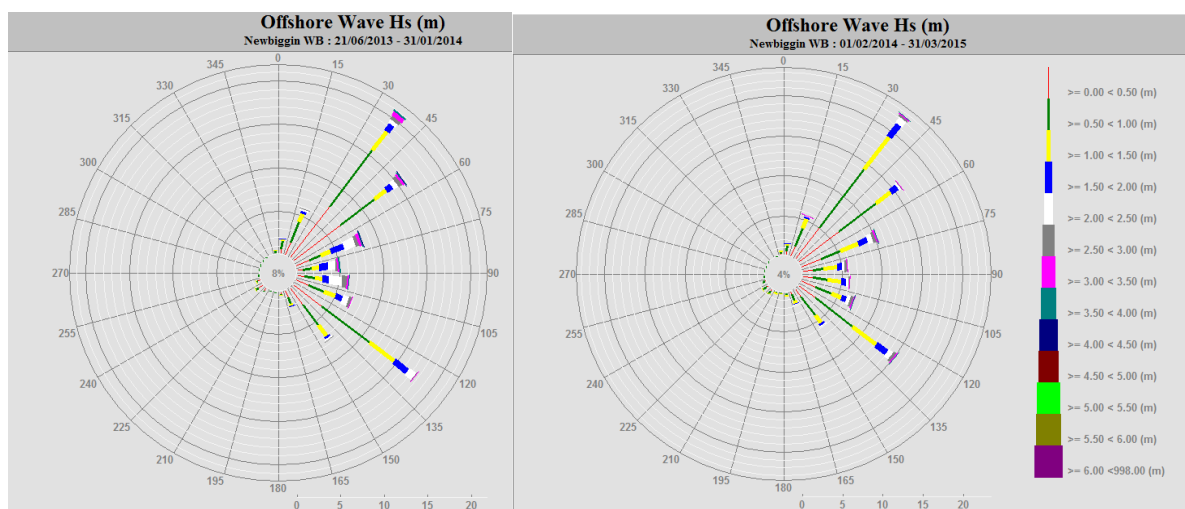 Offshore Wave Hs (m)
Newbiggin WB : 21/06/2013 - 31/01/2014
0
15
30
45
60
75
90
105
120
135
150
165
180
195
210
225
240
255
270
285
300
315
330
345
8%
0 5 10 15 20
Offshore Wave Hs (m)
Newbiggin WB : 01/02/2014 - 31/03/2015
0
15
30
45
60
75
90
105
120
135
150
165
180
195
210
225
240
255
270
285
300
315
330
345
4%
0 5 10 15 20
>= 0.00 < 0.50 (m)
>= 0.50 < 1.00 (m)
>= 1.00 < 1.50 (m)
>= 1.50 < 2.00 (m)
>= 2.00 < 2.50 (m)
>= 2.50 < 3.00 (m)
>= 3.00 < 3.50 (m)
>= 3.50 < 4.00 (m)
>= 4.00 < 4.50 (m)
>= 4.50 < 5.00 (m)
>= 5.00 < 5.50 (m)
>= 5.50 < 6.00 (m)
>= 6.00 <998.00 (m)